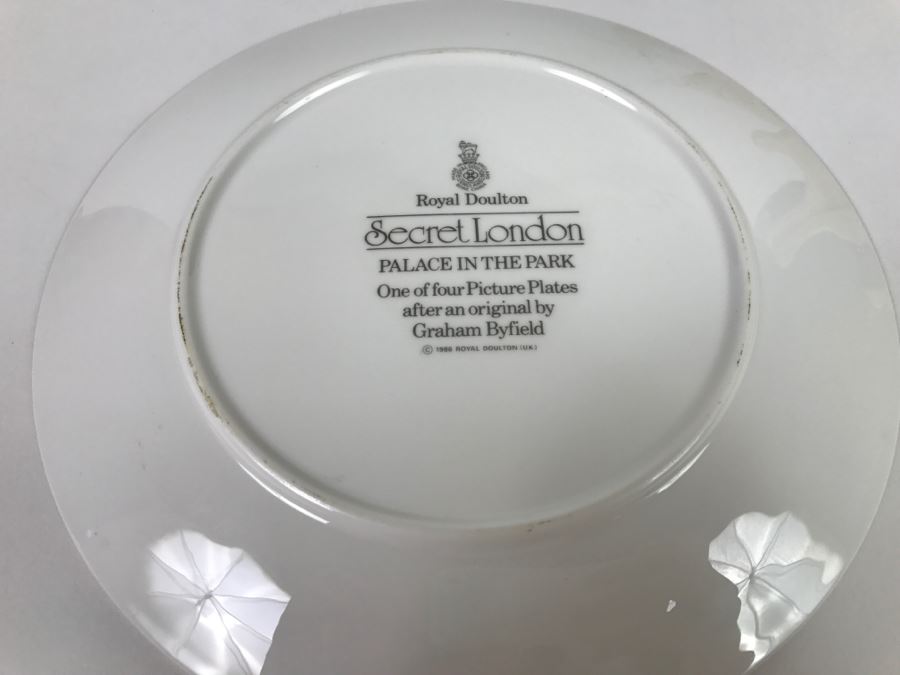 Royal Doulton
Secret London
PALACE IN THE PARK
One of four Picture Plates
after an original by
Graham Byfield
© 1986 ROYAL DOULTON (UK)